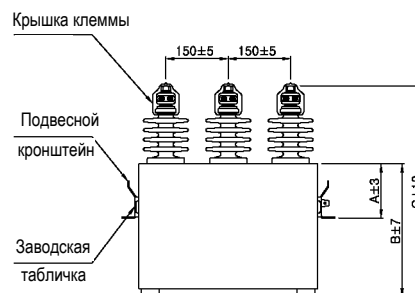 Крышка клеммы
150±5
150±5
Подвесной
кронштейн
A±3
B±7
Заводская
табличка